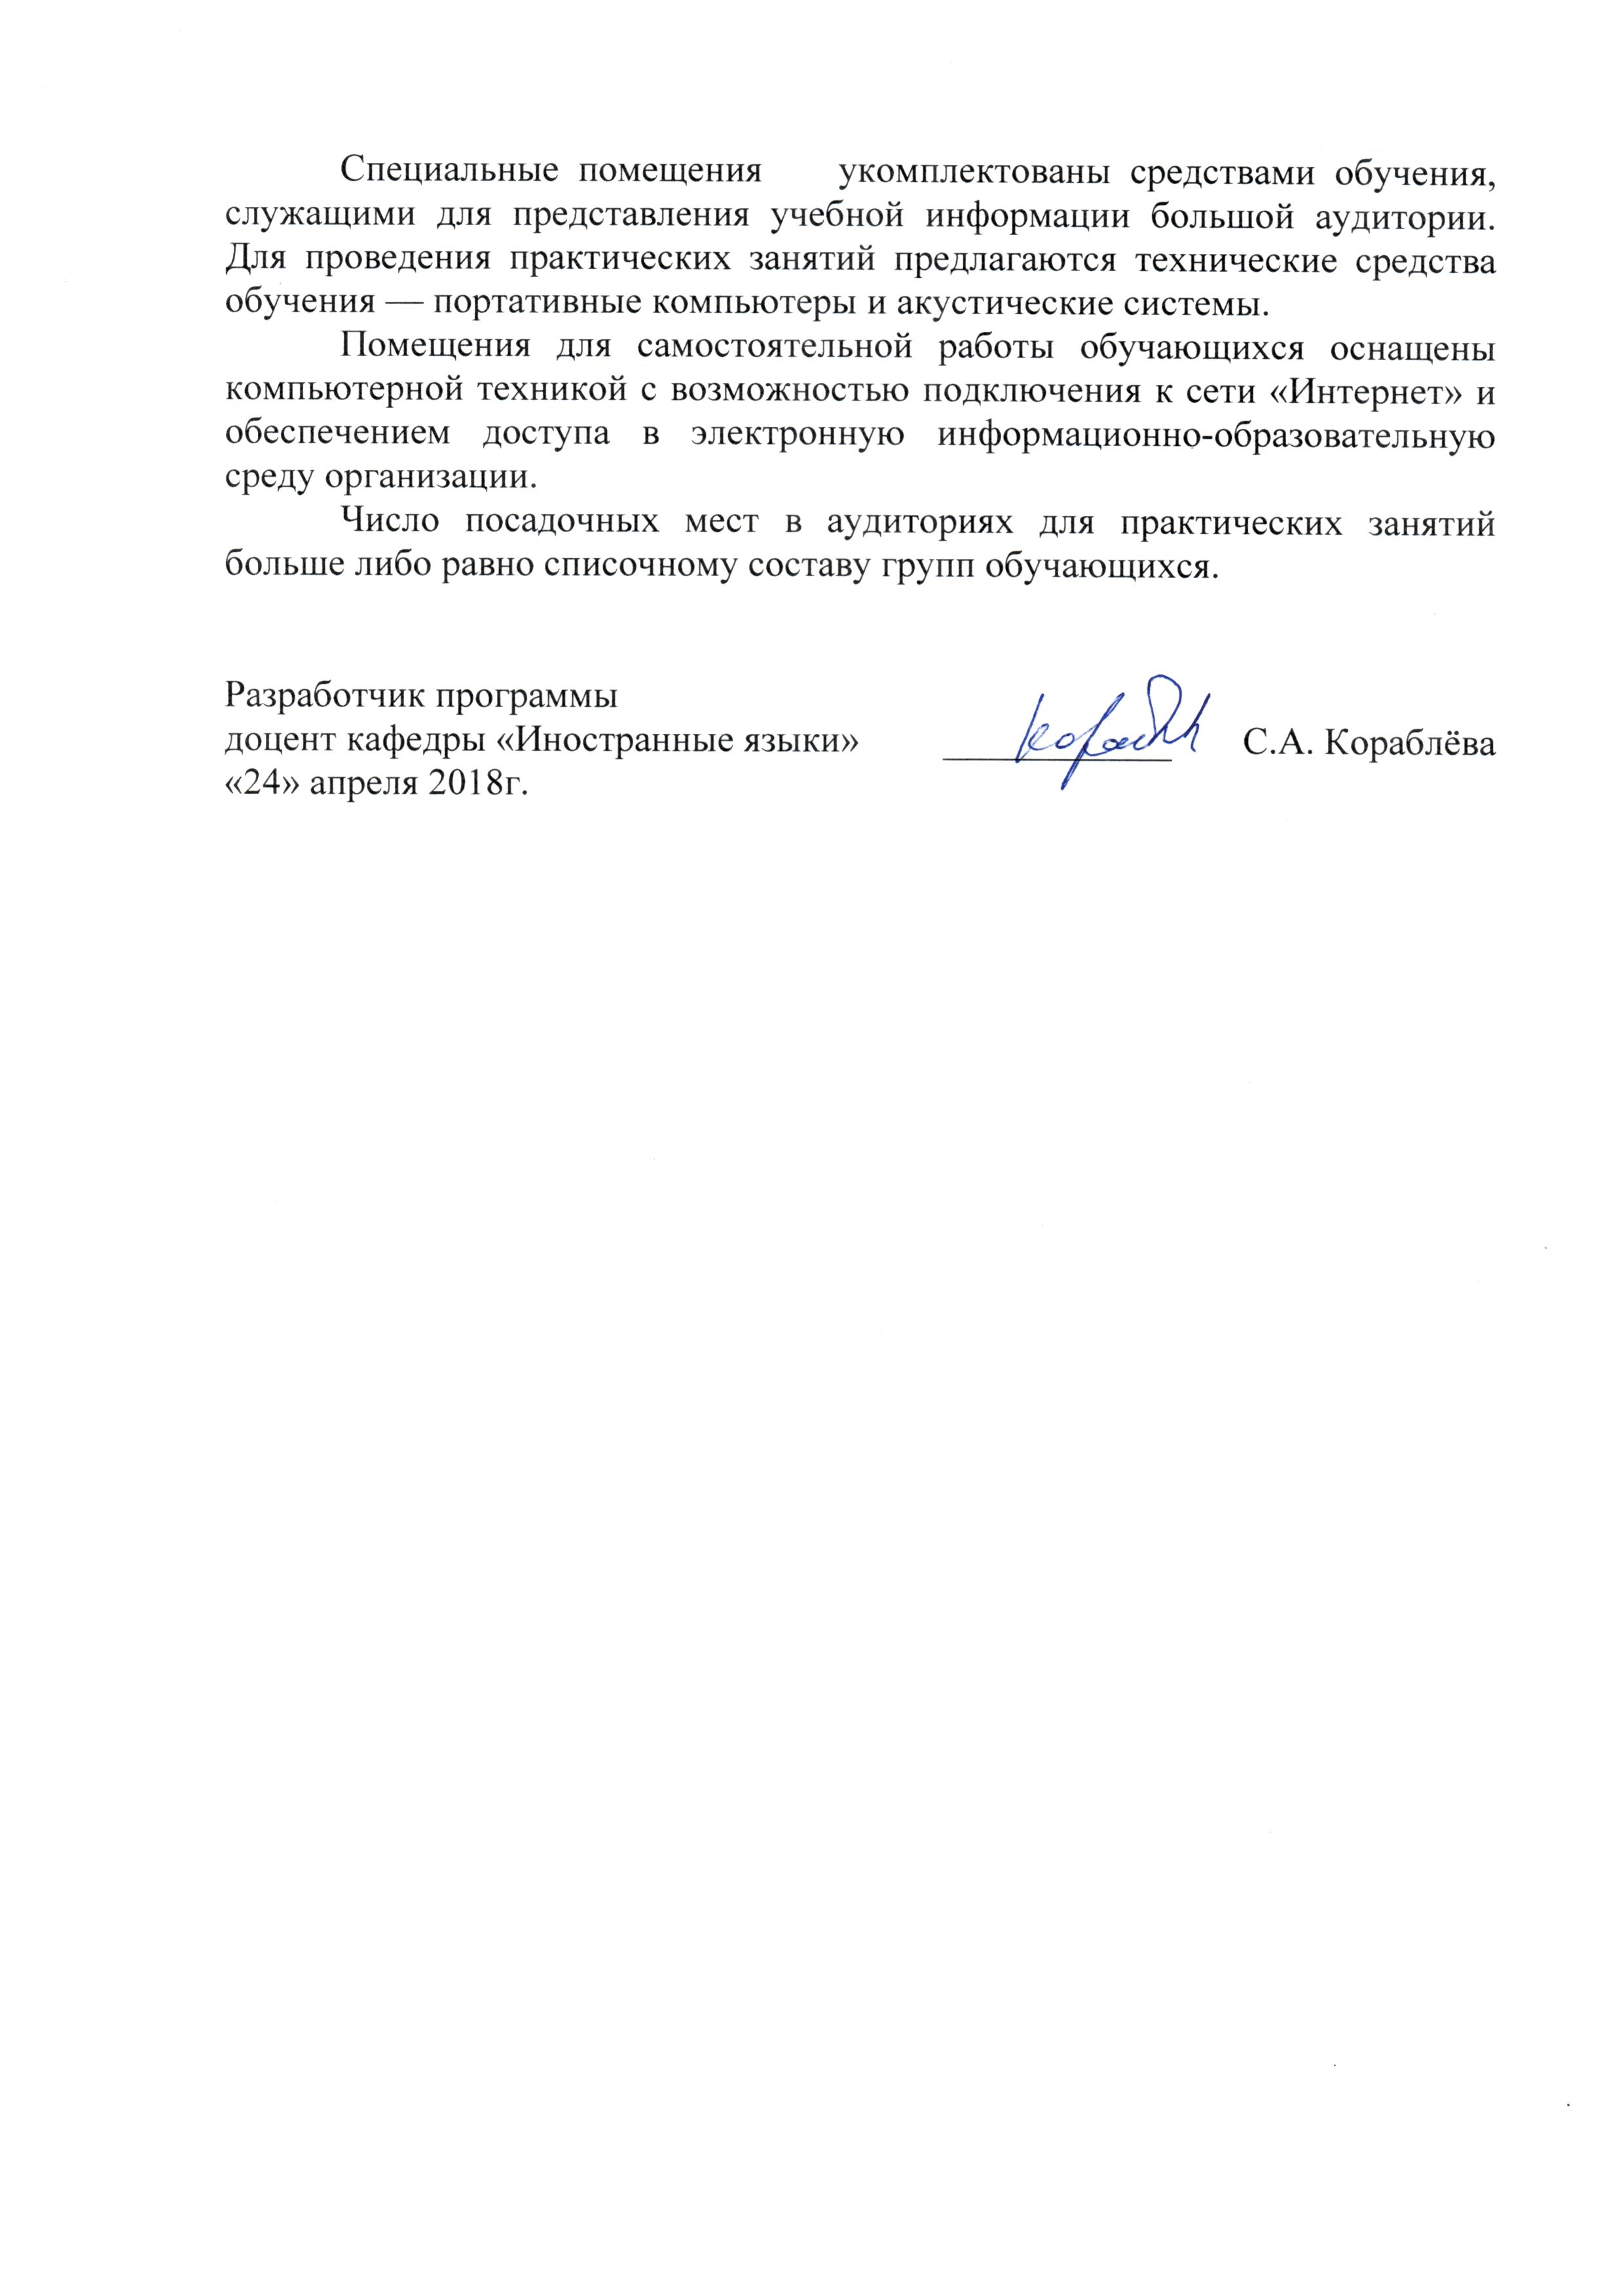 Специальные помещения укомплектованы средствами обучения,
служащими для представления учебной информации большой аудитории.
Для проведения практических занятий предлагаются технические средства
обучения — портативные компьютеры и акустические системы.
Помещения для самостоятельной работы обучающихся оснащены
компьютерной техникой с возможностью подключения к сети «Интернет» и
обеспечением доступа в электронную информационно-образовательную
среду организации.
Число посадочных мест в аудиториях для практических занятий
больше либо равно списочному составу групп обучающихся.
Разработчик программы
доцент кафедры «Иностранные языки» С.А. Кораблёва
«24» апреля 2018г.